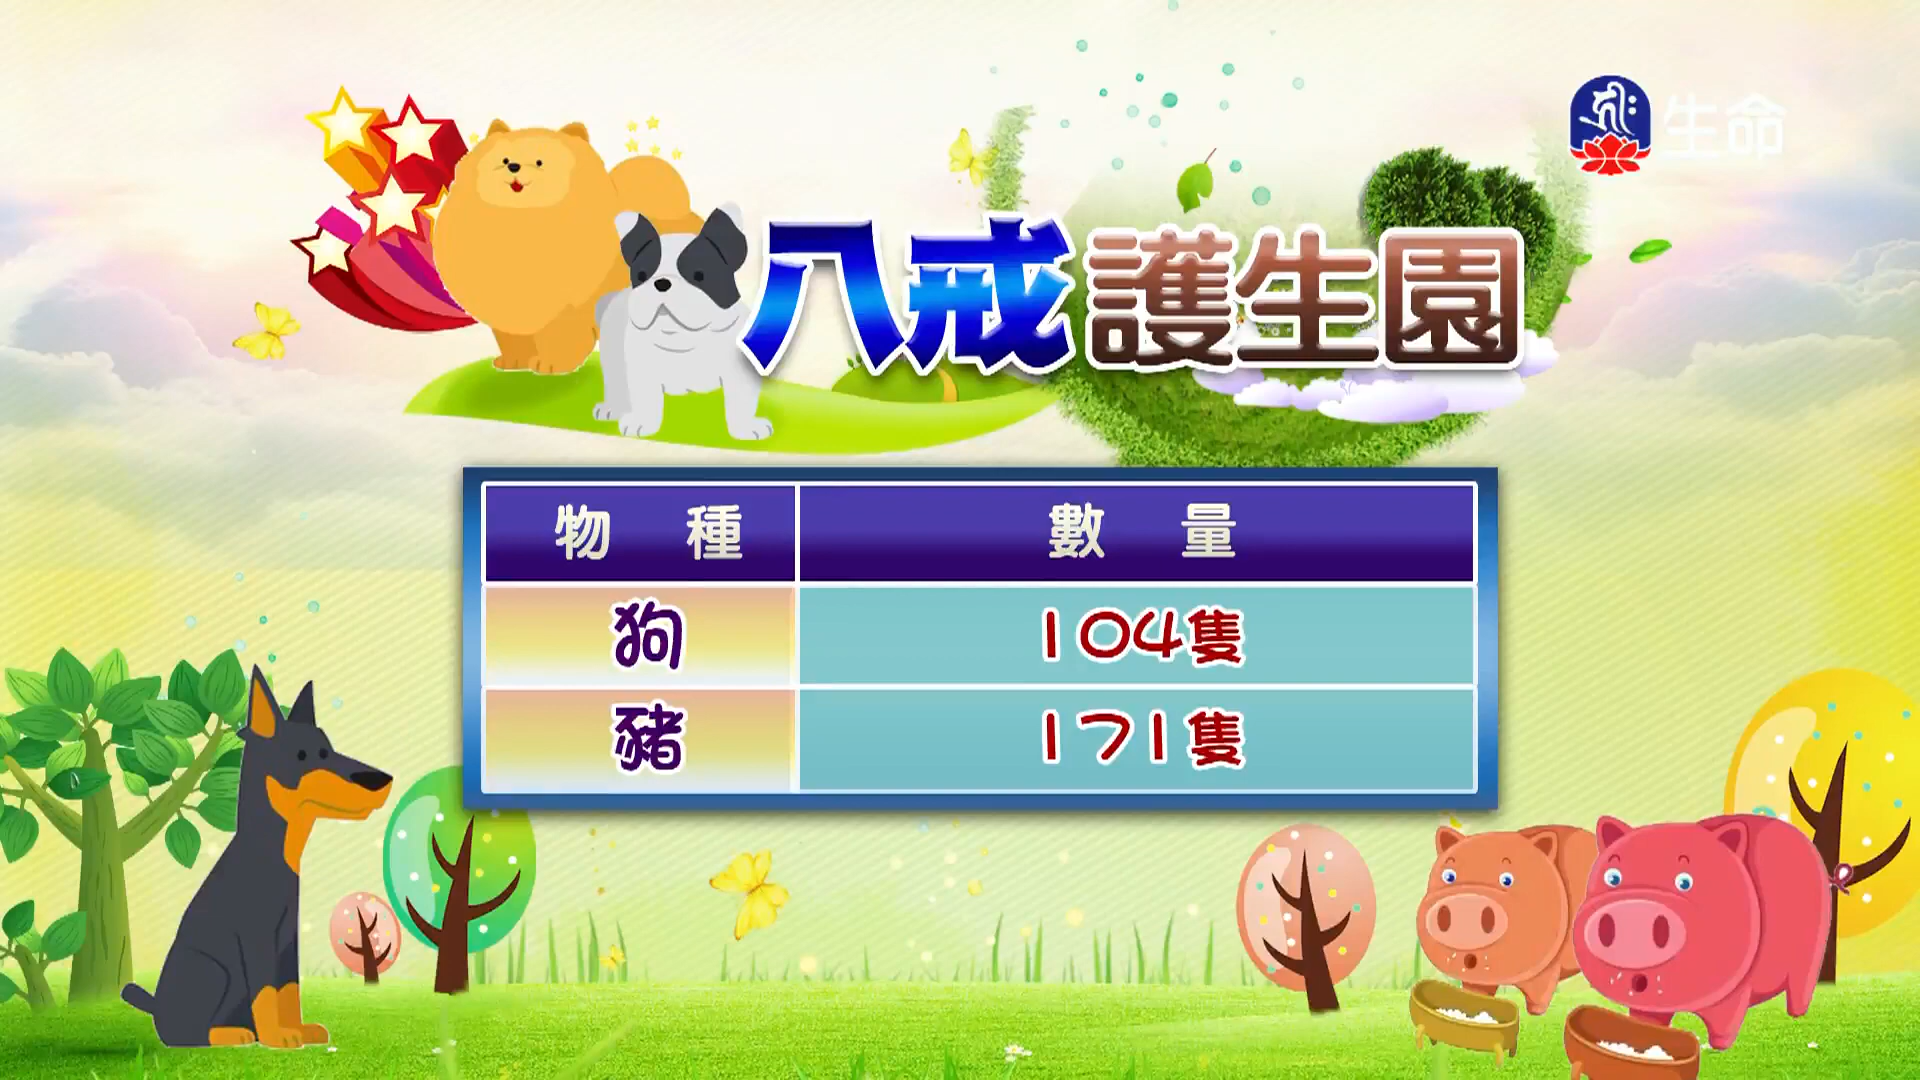 生命
八戒護生園
物種 數量
狗 104隻
豬 171隻